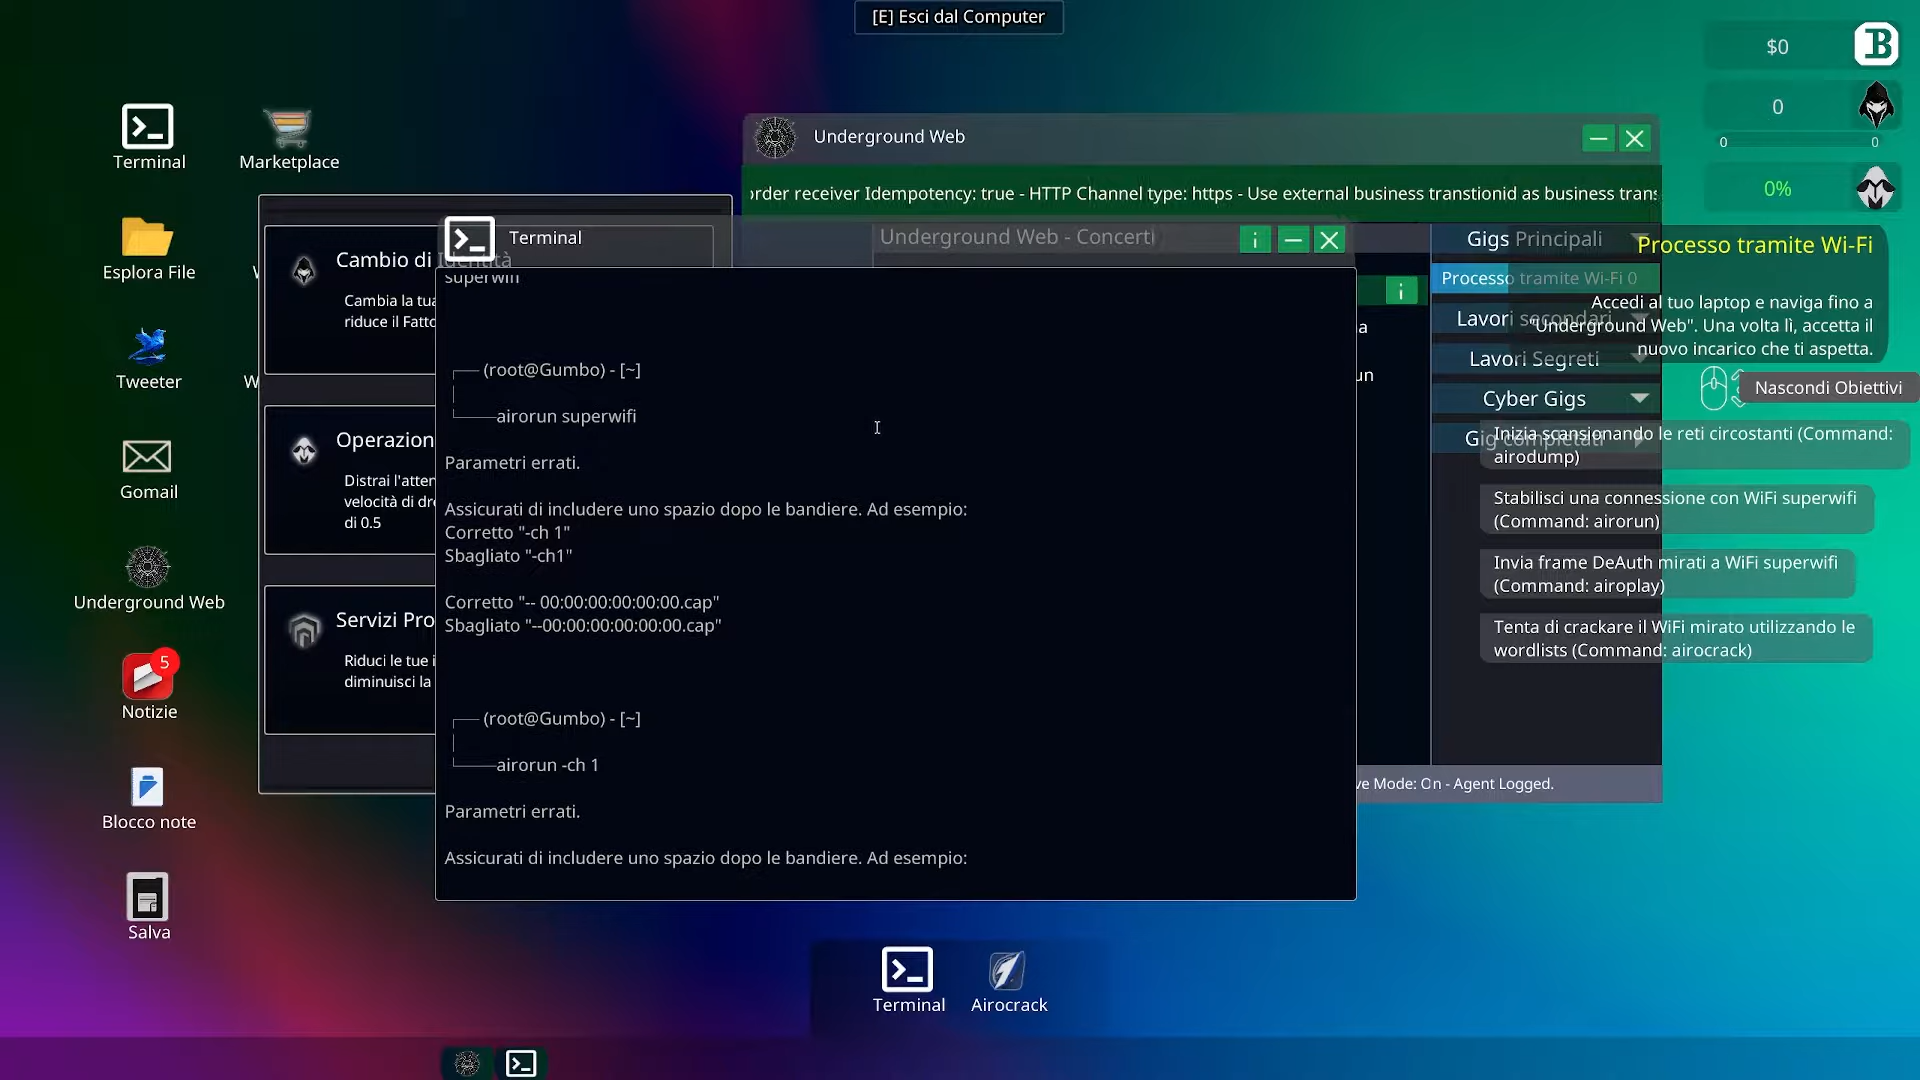 [E] Esci dal Computer
$0
0
0
0
0%
Terminal
Marketplace
Esplora File
Tweeter
Gomail
Underground Web
5
Notizie
Blocco note
Salva
Underground Web
order receiver Idempotency: true - HTTP Channel type: https - Use external business transtionid as business trans
Cambio di Identità
Cambia la tua
riduce il Fatto
Operazion
Distrai l'atten
velocità di dre
di 0.5
Servizi Pro
Riduci le tue i
diminuisci la
Underground Web - Concerti
Terminal
i
superwifi
(root@Gumbo) - [~]
airorun superwifi
Parametri errati.
Assicurati di includere uno spazio dopo le bandiere. Ad esempio:
Corretto "-ch 1"
Sbagliato "-ch1"
Corretto "-- 00:00:00:00:00:00.cap"
Sbagliato "--00:00:00:00:00:00.cap"
(root@Gumbo) - [~]
airorun -ch 1
Parametri errati.
Assicurati di includere uno spazio dopo le bandiere. Ad esempio:
i
a
un
ve Mode: On - Agent Logged.
Gigs Principali
Processo tramite Wi-Fi 0
Lavori secondari
Lavori Segreti
Cyber Gigs
Gig completati
Processo tramite Wi-Fi
Accedi al tuo laptop e naviga fino a
"Underground Web". Una volta lì, accetta il
nuovo incarico che ti aspetta.
Nascondi Obiettivi
Inizia scansionando le reti circostanti (Command:
airodump)
Stabilisci una connessione con WiFi superwifi
(Command: airorun)
Invia frame DeAuth mirati a WiFi superwifi
(Command: airoplay)
Tenta di crackare il WiFi mirato utilizzando le
wordlists (Command: airocrack)
Terminal
Airocrack